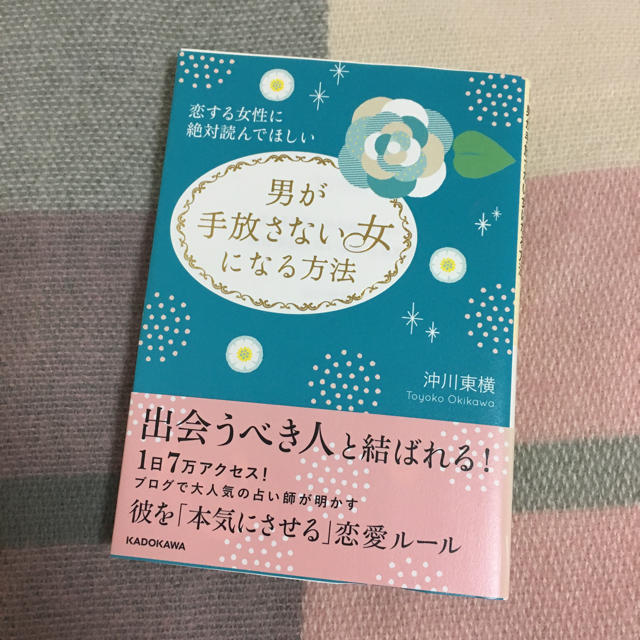 恋する女性に
絶対読んでほしい
男が
手放さない女
になる方法
沖川東横
Toyoko Okikawa
出会うべき人と結ばれる！
1日7万アクセス！
ブログで大人気の占い師が明かす
彼を「本気にさせる」恋愛ルール
KADOKAWA